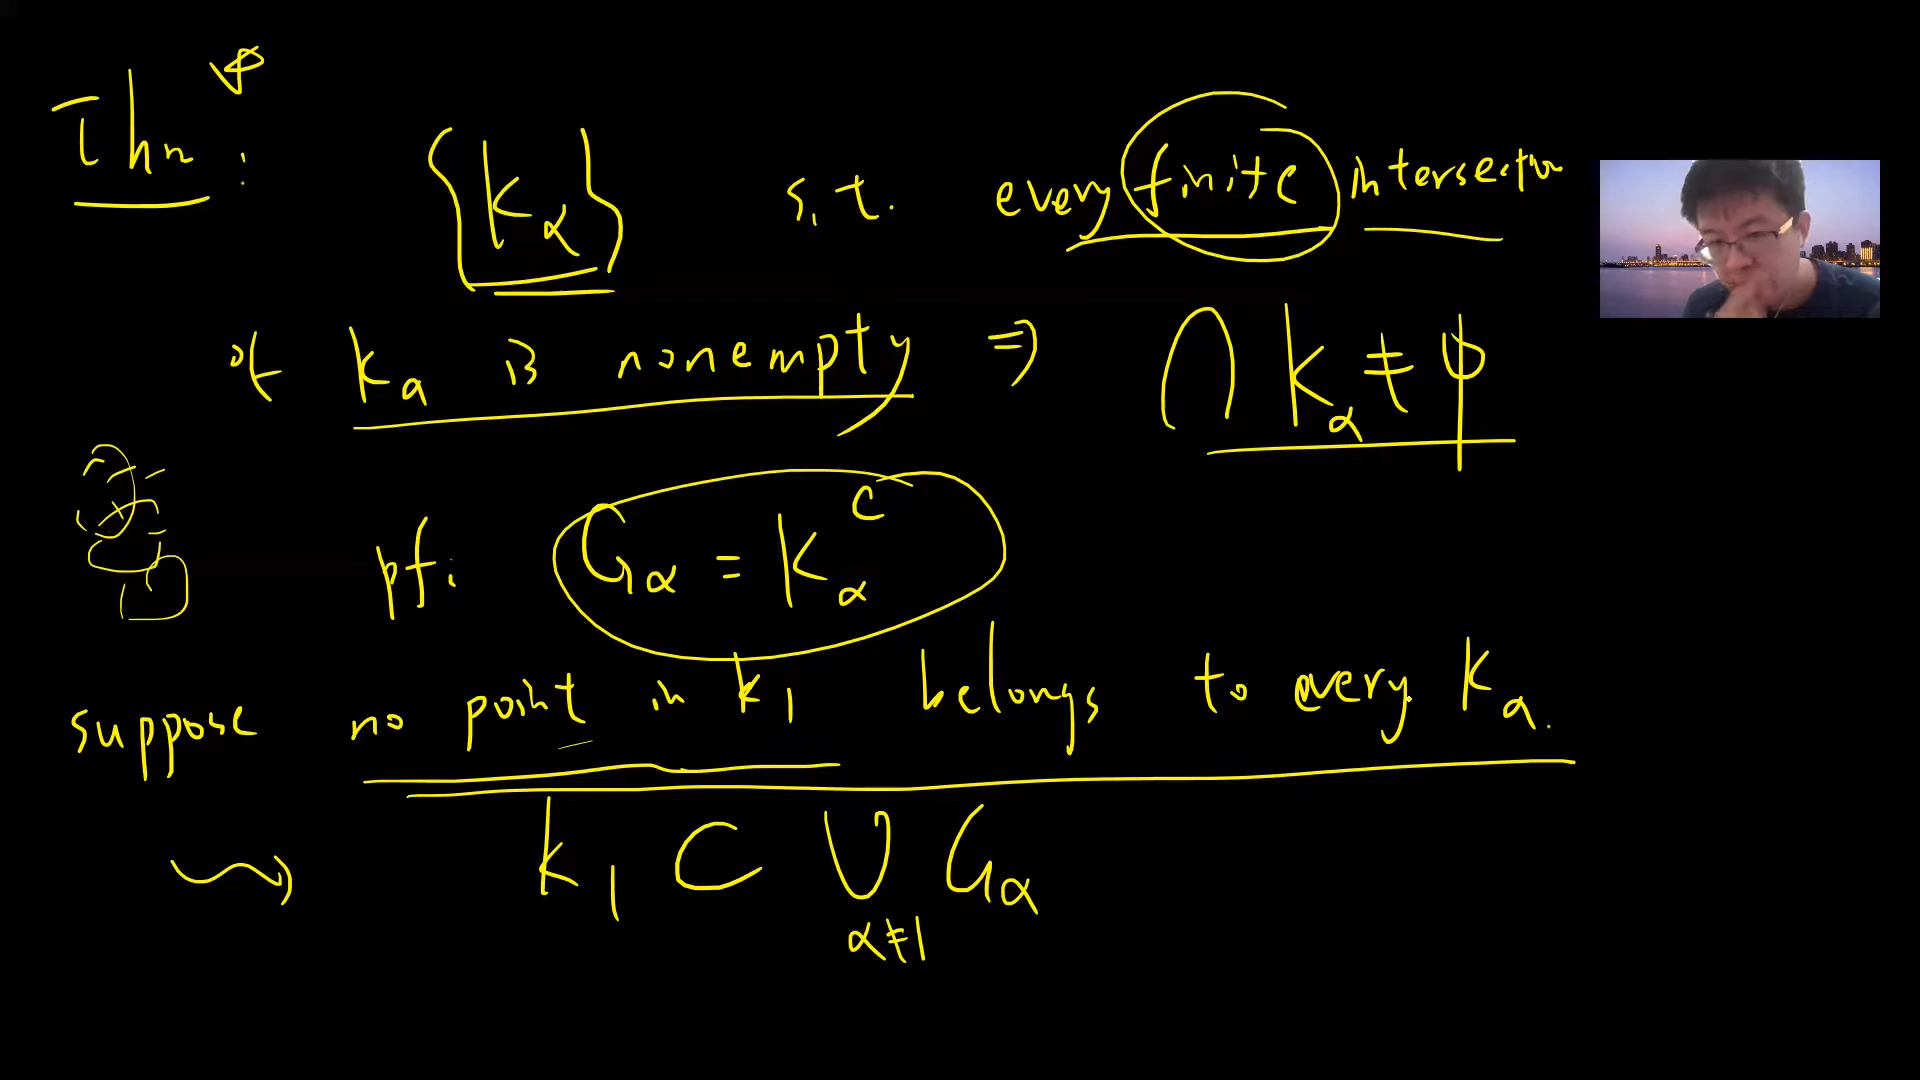 Thm :
{K_α} s.t. every finite intersection
of K_α is nonempty ⇒ ∩ K_α ≠ φ
pf: G_α = K_α^c
suppose no point in K_1 belongs to every K_α.
K_1 ⊂ ∪_{α≠1} G_α